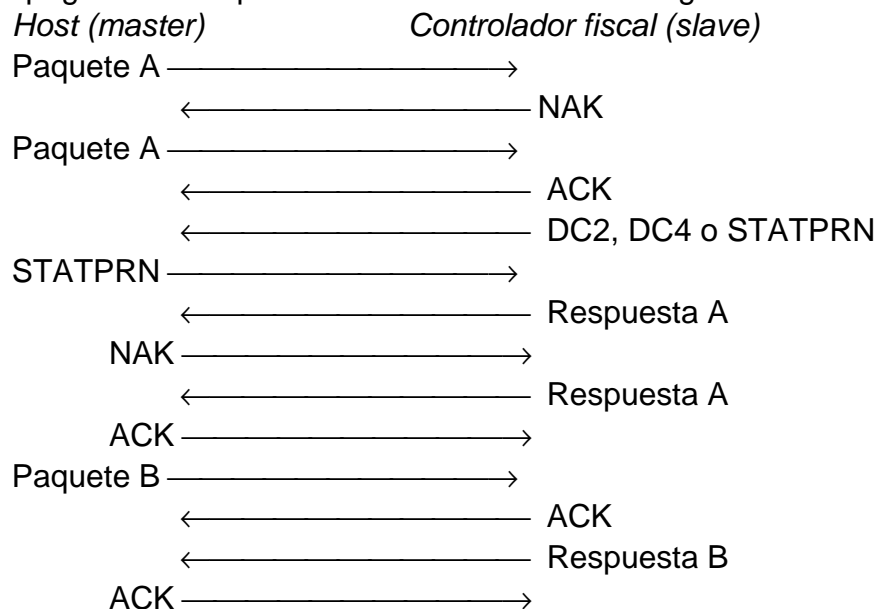 Host (master) Controlador fiscal (slave)
Paquete A
NAK
Paquete A
ACK
DC2, DC4 o STATPRN
STATPRN
Respuesta A
NAK
Respuesta A
ACK
Paquete B
ACK
Respuesta B
ACK